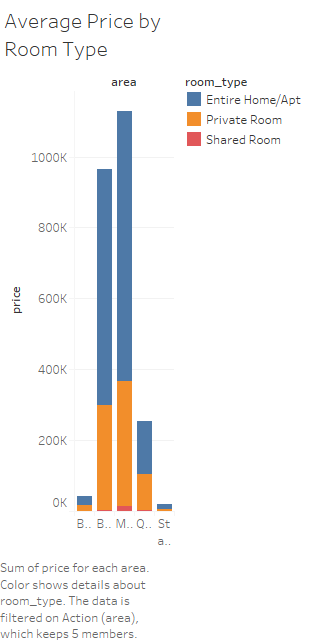 Average Price by
Room Type
area
room_type
Entire Home/Apt
Private Room
Shared Room
1000K
800K
600K
400K
200K
0K
price
B.. B.. M.. Q.. St
a..
Sum of price for each area.
Color shows details about
room_type. The data is
filtered on Action (area),
which keeps 5 members.